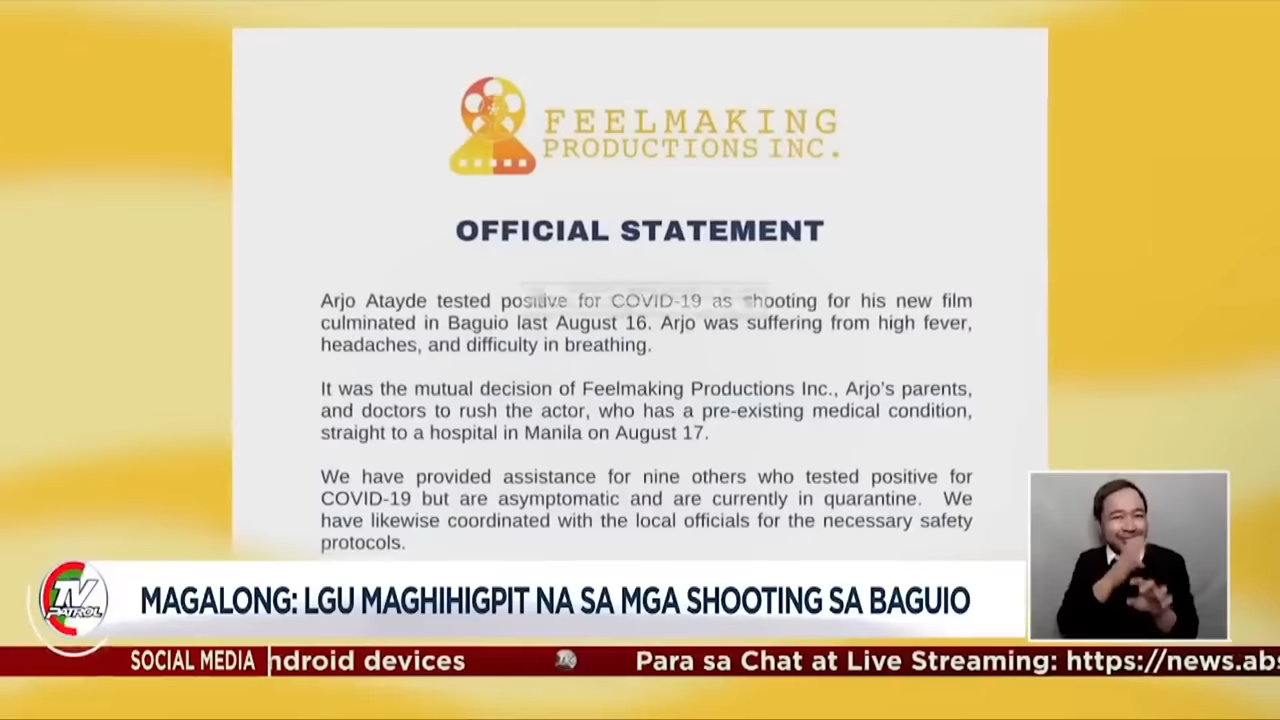 FEELMAKING
PRODUCTIONS INC.
OFFICIAL STATEMENT
Arjo Atayde tested positive for COVID-19 as shooting for his new film
culminated in Baguio last August 16. Arjo was suffering from high fever,
headaches, and difficulty in breathing.
It was the mutual decision of Feelmaking Productions Inc., Arjo's parents,
and doctors to rush the actor, who has a pre-existing medical condition,
straight to a hospital in Manila on August 17.
We have provided assistance for nine others who tested positive for
COVID-19 but are asymptomatic and are currently in quarantine. We
have likewise coordinated with the local officials for the necessary safety
protocols.
TV PATROL
MAGALONG: LGU MAGHIHIGPIT NA SA MGA SHOOTING SA BAGUIO
SOCIAL MEDIA ndroid devices Para sa Chat at Live Streaming: https://news.abs